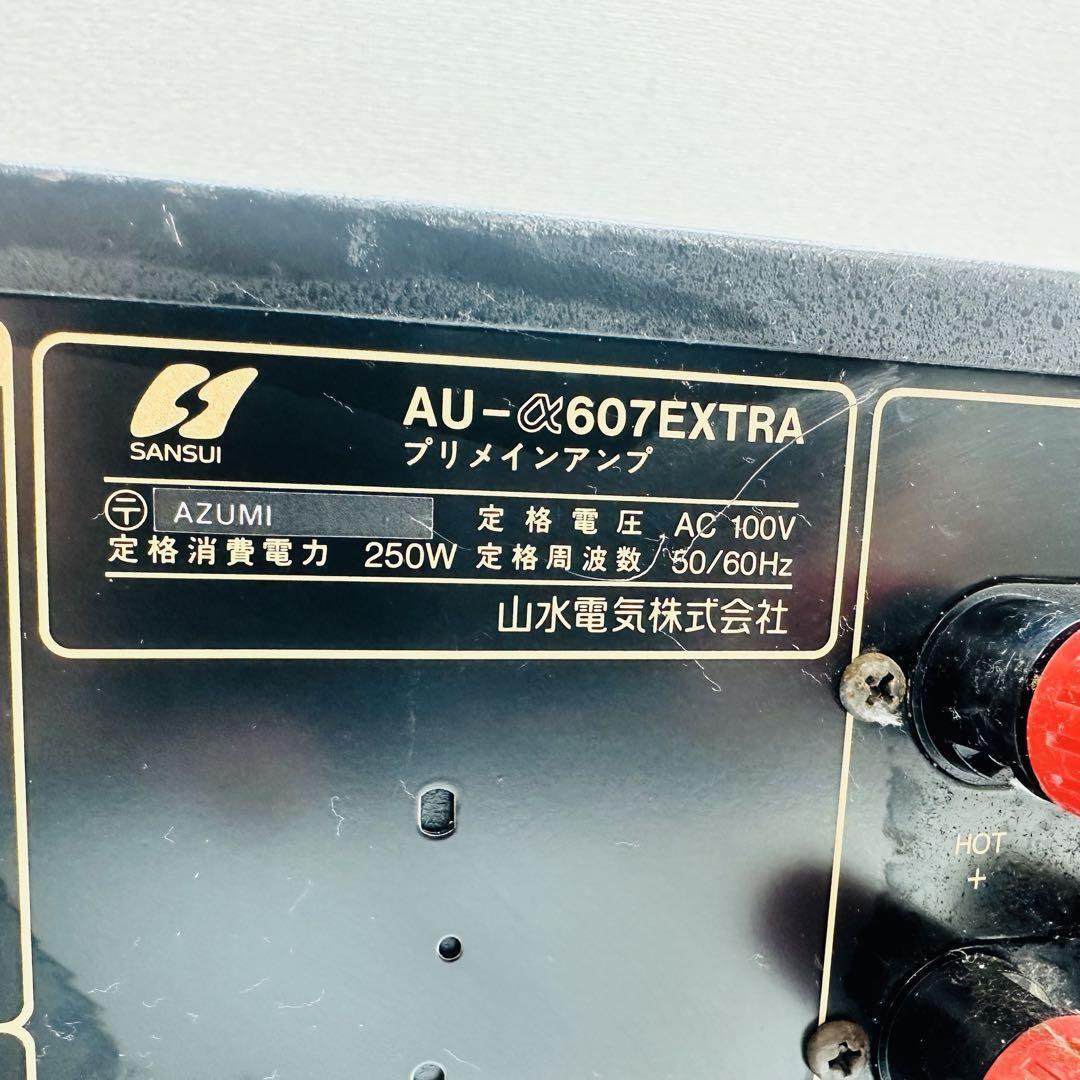 SANSUI
AU-α607EXTRA
プリメインアンプ
〒 AZUMI
定格電圧 AC 100V
定格消費電力 250W 定格周波数 50/60Hz
山水電気株式会社
HOT
+